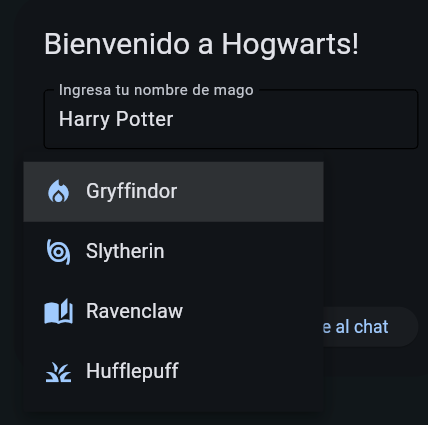 Bienvenido a Hogwarts!
Ingresa tu nombre de mago
Harry Potter
Gryffindor
Slytherin
Ravenclaw
e al chat
Hufflepuff